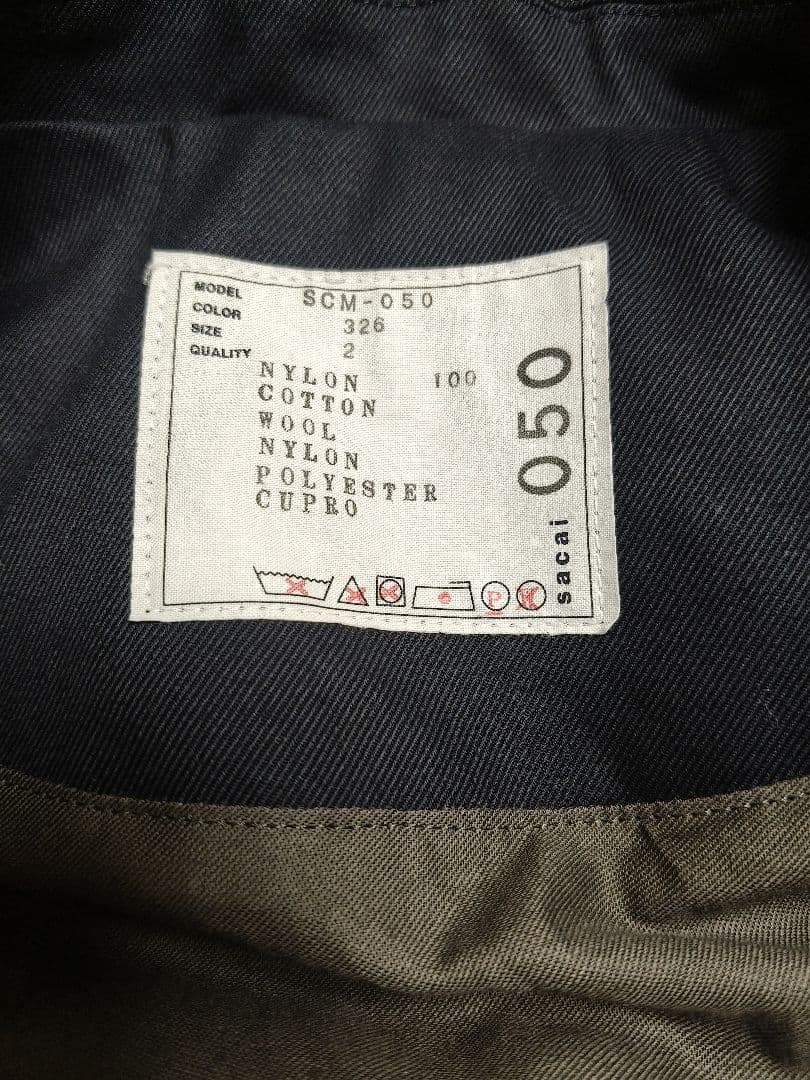 MODEL SCM-050
COLOR 326
SIZE 2
QUALITY
NYLON 100
COTTON
WOOL
NYLON
POLYESTER
CUPRO
P
sacai 050